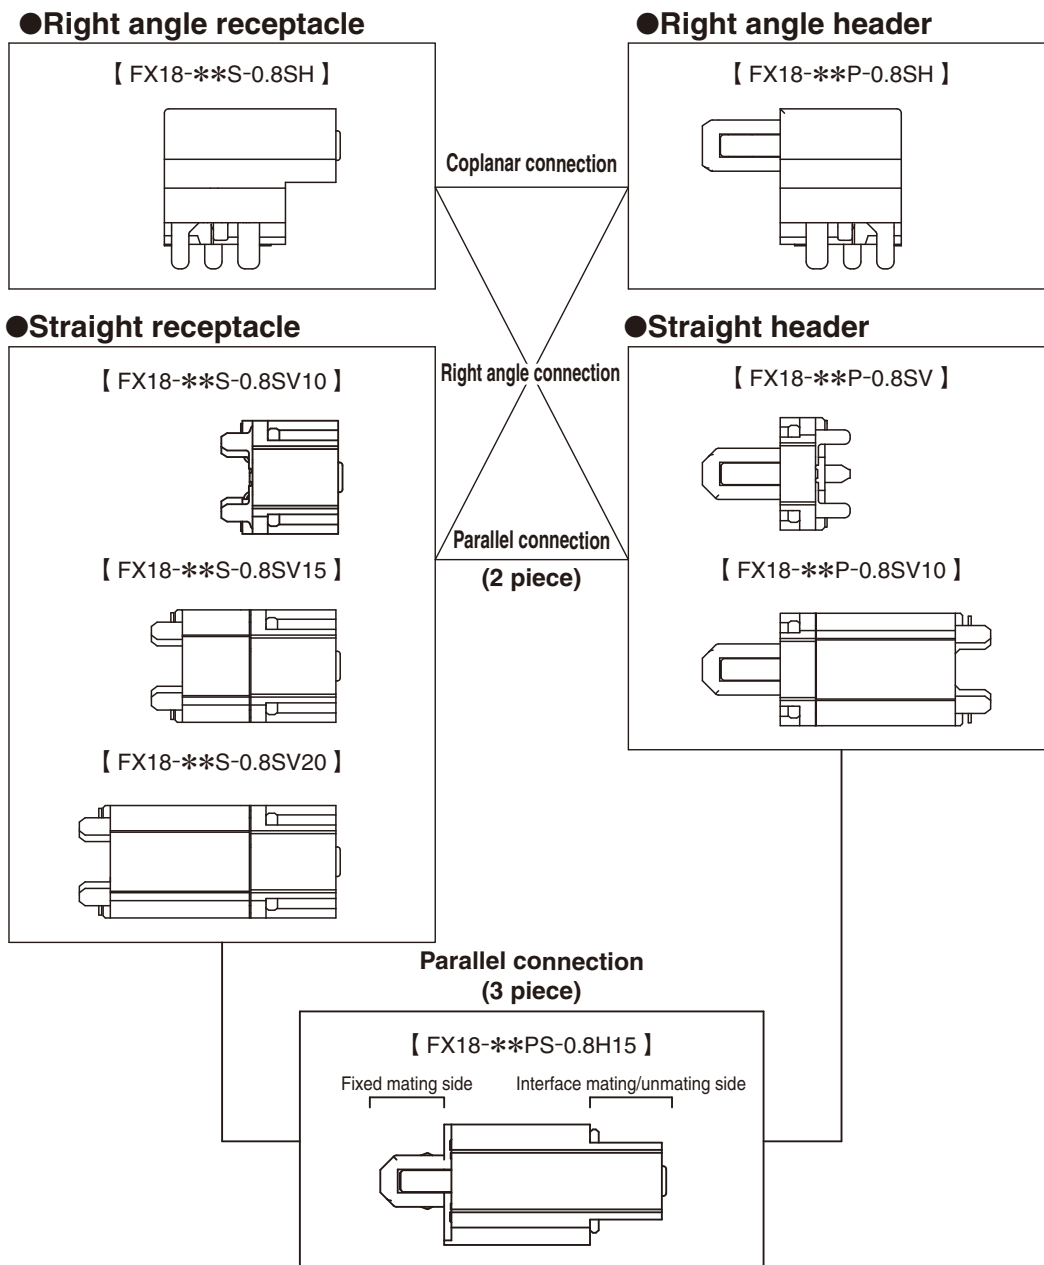 ●Right angle receptacle
【 FX18-**S-0.8SH 】
●Right angle header
【 FX18-**P-0.8SH 】
Coplanar connection
●Straight receptacle
【 FX18-**S-0.8SV10 】
【 FX18-**S-0.8SV15 】
【 FX18-**S-0.8SV20 】
Right angle connection
Parallel connection
(2 piece)
●Straight header
【 FX18-**P-0.8SV 】
【 FX18-**P-0.8SV10 】
Parallel connection
(3 piece)
【 FX18-**PS-0.8H15 】
Fixed mating side
Interface mating/unmating side